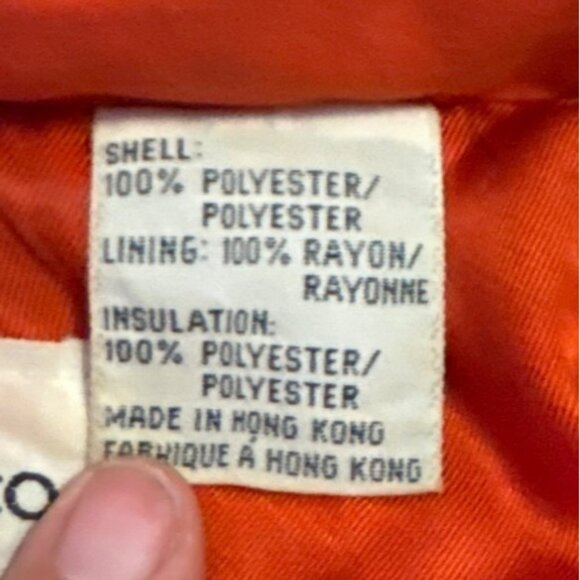 SHELL:
100% POLYESTER/
POLYESTER
LINING: 100% RAYON/
RAYONNE
INSULATION:
100% POLYESTER/
POLYESTER
MADE IN HONG KONG
FABRIQUE À HONG KONG
CO